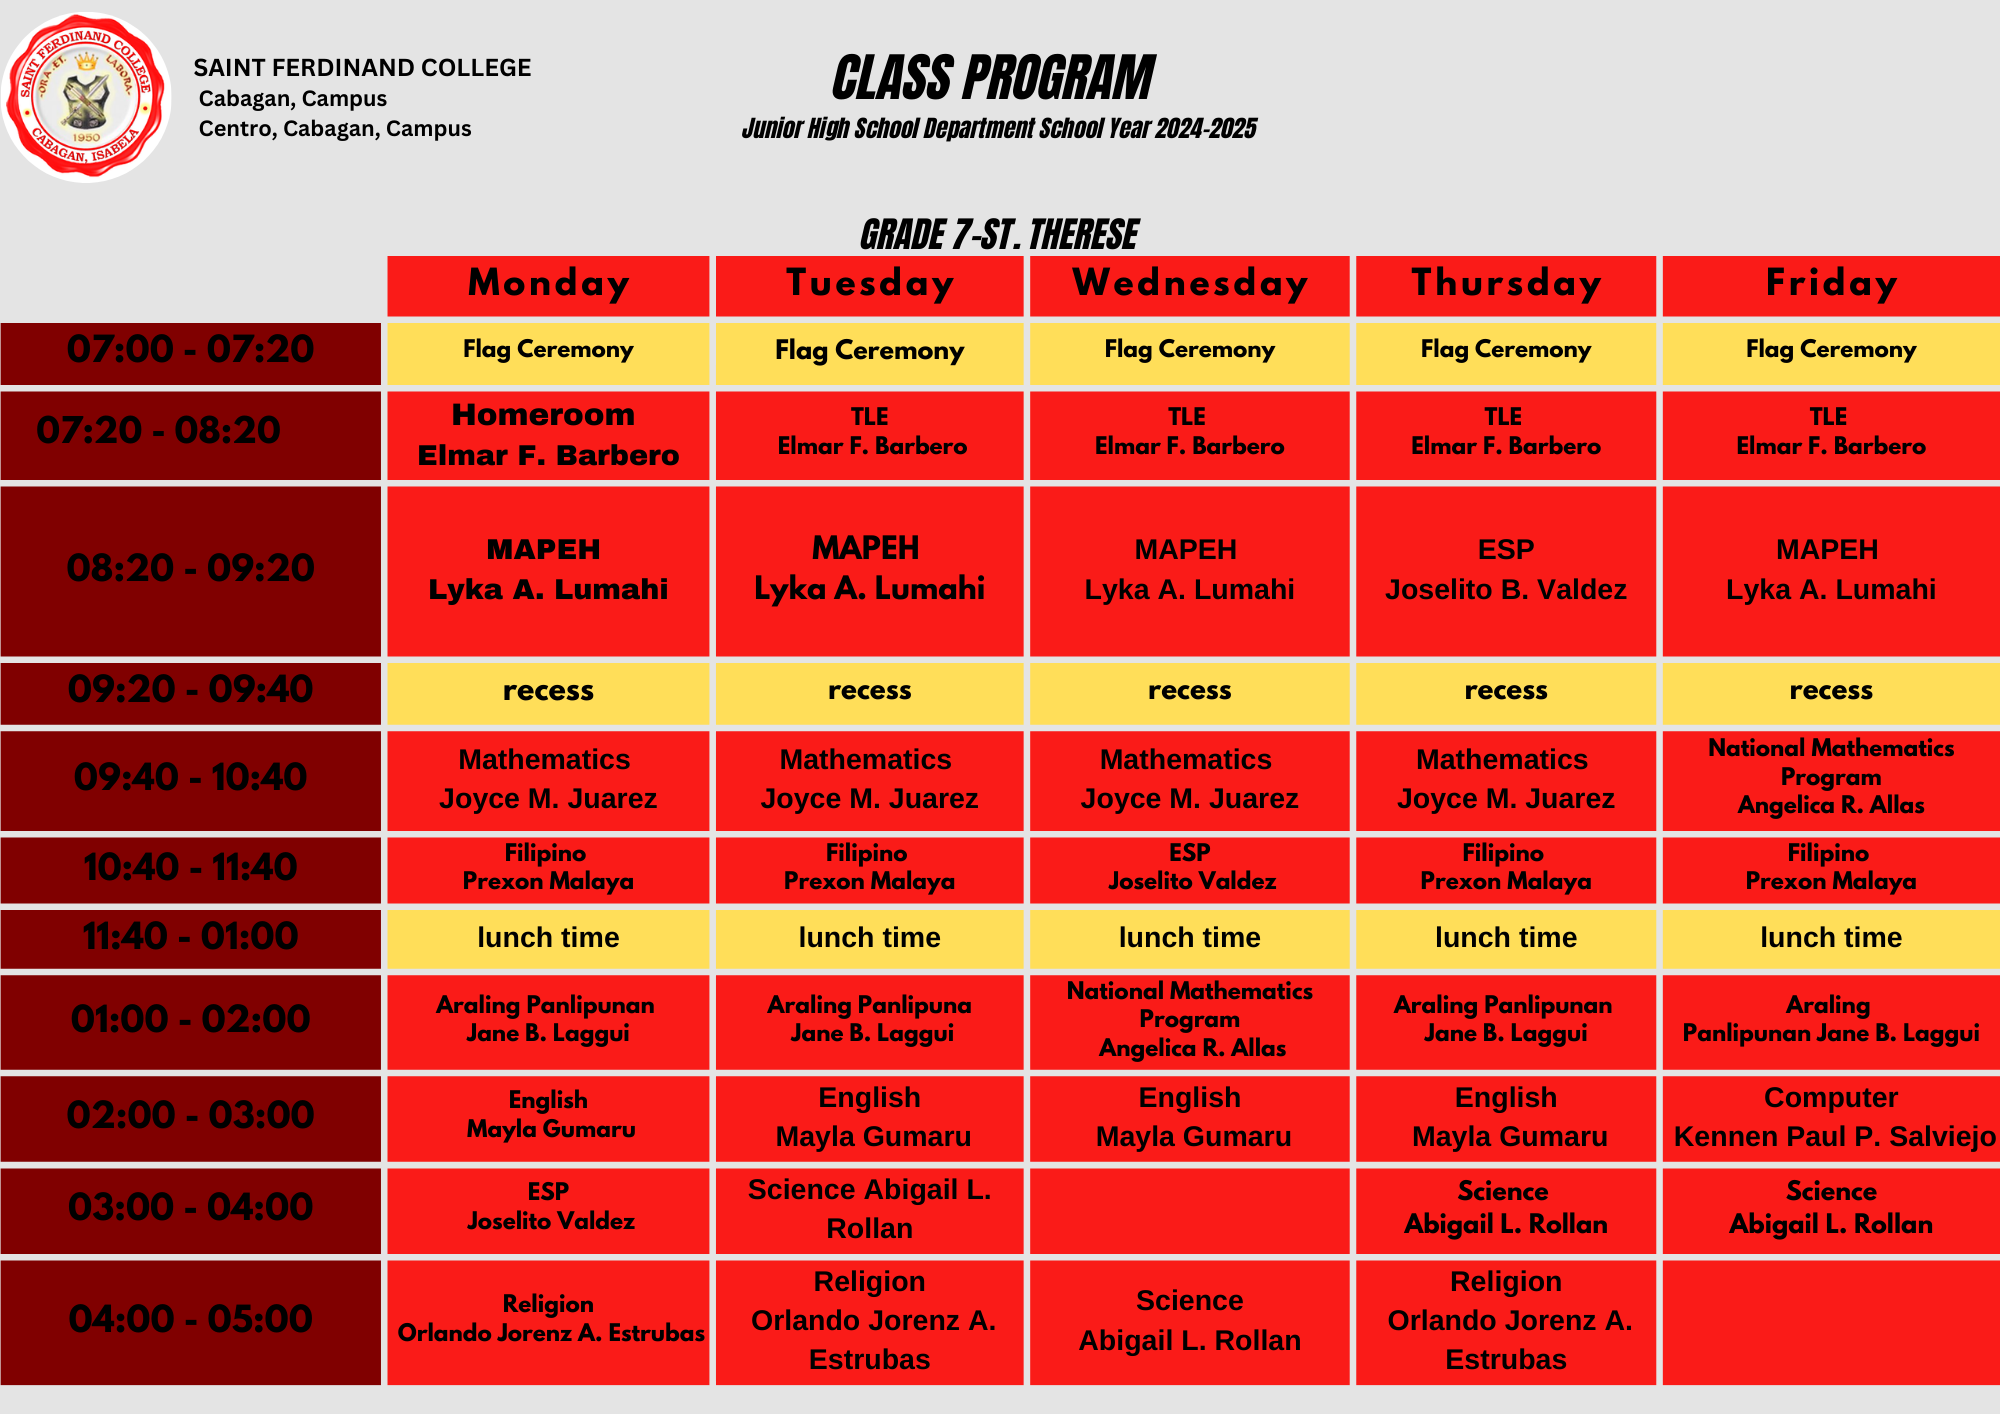 SAINT FERDINAND COLLEGE
ORA ET LABORA
1950
CABAGAN, ISABELA
SAINT FERDINAND COLLEGE
Cabagan, Campus
Centro, Cabagan, Campus
CLASS PROGRAM
Junior High School Department School Year 2024-2025
GRADE 7-ST. THERESE
Monday
Tuesday
Wednesday
Thursday
Friday
07:00 - 07:20
Flag Ceremony
Flag Ceremony
Flag Ceremony
Flag Ceremony
Flag Ceremony
07:20 - 08:20
Homeroom
Elmar F. Barbero
TLE
Elmar F. Barbero
TLE
Elmar F. Barbero
TLE
Elmar F. Barbero
TLE
Elmar F. Barbero
08:20 - 09:20
MAPEH
Lyka A. Lumahi
MAPEH
Lyka A. Lumahi
MAPEH
Lyka A. Lumahi
ESP
Joselito B. Valdez
MAPEH
Lyka A. Lumahi
09:20 - 09:40
recess
recess
recess
recess
recess
09:40 - 10:40
Mathematics
Joyce M. Juarez
Mathematics
Joyce M. Juarez
Mathematics
Joyce M. Juarez
Mathematics
Joyce M. Juarez
National Mathematics
Program
Angelica R. Allas
10:40 - 11:40
Filipino
Prexon Malaya
Filipino
Prexon Malaya
ESP
Joselito Valdez
Filipino
Prexon Malaya
Filipino
Prexon Malaya
11:40 - 01:00
lunch time
lunch time
lunch time
lunch time
lunch time
01:00 - 02:00
Araling Panlipunan
Jane B. Laggui
Araling Panlipuna
Jane B. Laggui
National Mathematics
Program
Angelica R. Allas
Araling Panlipunan
Jane B. Laggui
Araling
Panlipunan Jane B. Laggui
02:00 - 03:00
English
Mayla Gumaru
English
Mayla Gumaru
English
Mayla Gumaru
English
Mayla Gumaru
Computer
Kennen Paul P. Salviejo
03:00 - 04:00
ESP
Joselito Valdez
Science Abigail L.
Rollan
Science
Abigail L. Rollan
Science
Abigail L. Rollan
04:00 - 05:00
Religion
Orlando Jorenz A. Estrubas
Religion
Orlando Jorenz A.
Estrubas
Science
Abigail L. Rollan
Religion
Orlando Jorenz A.
Estrubas